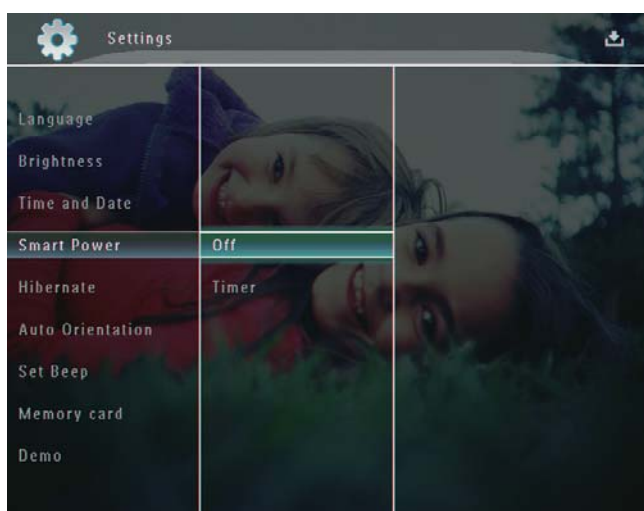 Settings
Language
Brightness
Time and Date
Smart Power
Off
Hibernate
Timer
Auto Orientation
Set Beep
Memory card
Demo